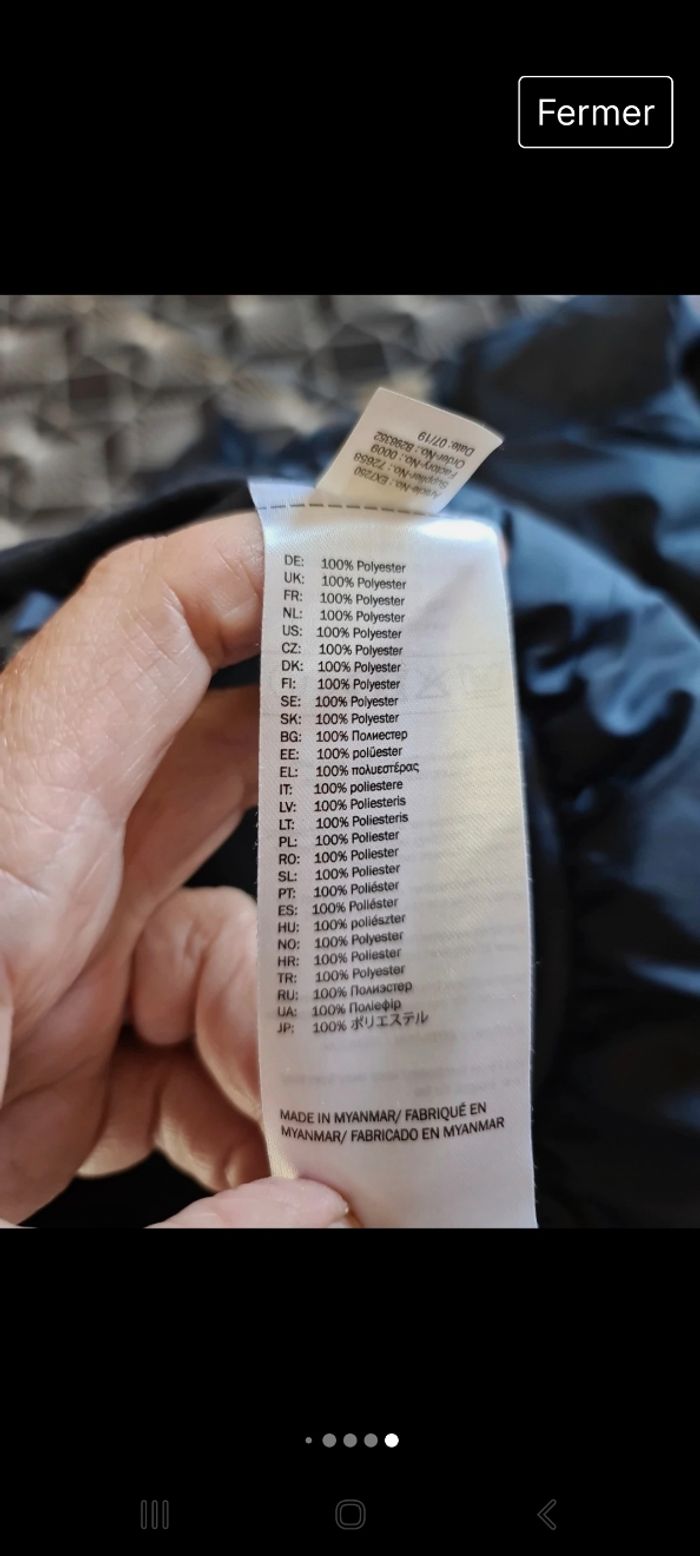 Fermer
Article-No.: EX7250
Supplier-No.: 72658
Factory-No.: 0009
Order-No.: 8298352
Date: 07/19
DE: 100% Polyester
UK: 100% Polyester
FR: 100% Polyester
NL: 100% Polyester
US: 100% Polyester
CZ: 100% Polyester
DK: 100% Polyester
FI: 100% Polyester
SE: 100% Polyester
SK: 100% Polyester
BG: 100% Полиестер
EE: 100% polüester
EL: 100% πολυεστέρας
IT: 100% poliestere
LV: 100% Poliesteris
LT: 100% Poliesteris
PL: 100% Poliester
RO: 100% Poliester
SL: 100% Poliester
PT: 100% Poliéster
ES: 100% Poliéster
HU: 100% poliészter
NO: 100% Polyester
HR: 100% Poliester
TR: 100% Polyester
RU: 100% Полиэстер
UA: 100% Поліефір
JP: 100% ポリエステル
MADE IN MYANMAR/ FABRIQUÉ EN
MYANMAR/ FABRICADO EN MYANMAR